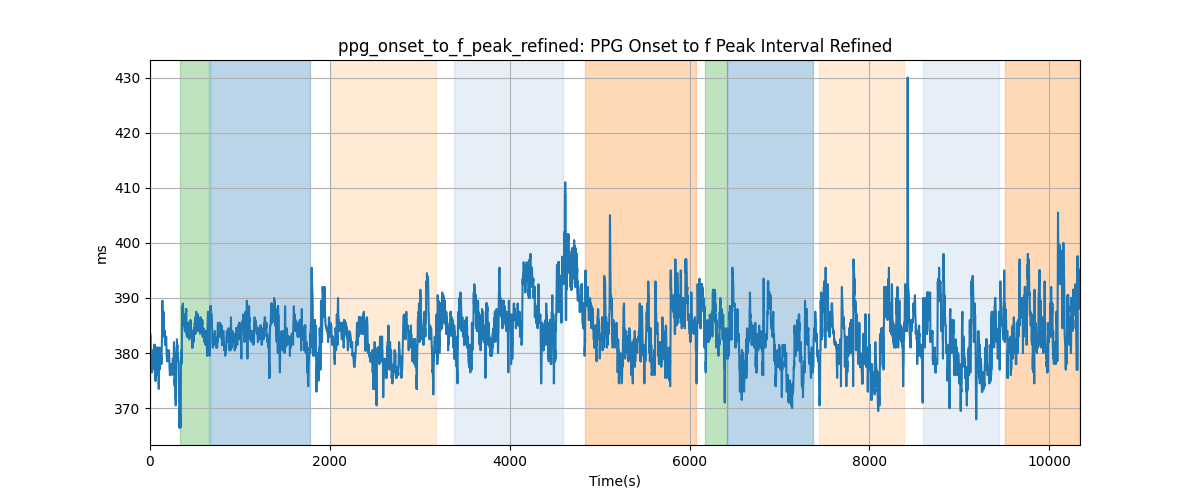 ppg_onset_to_f_peak_refined: PPG Onset to f Peak Interval Refined
430
420
410
400
390
380
370
ms
0 2000 4000 6000 8000 10000
Time(s)